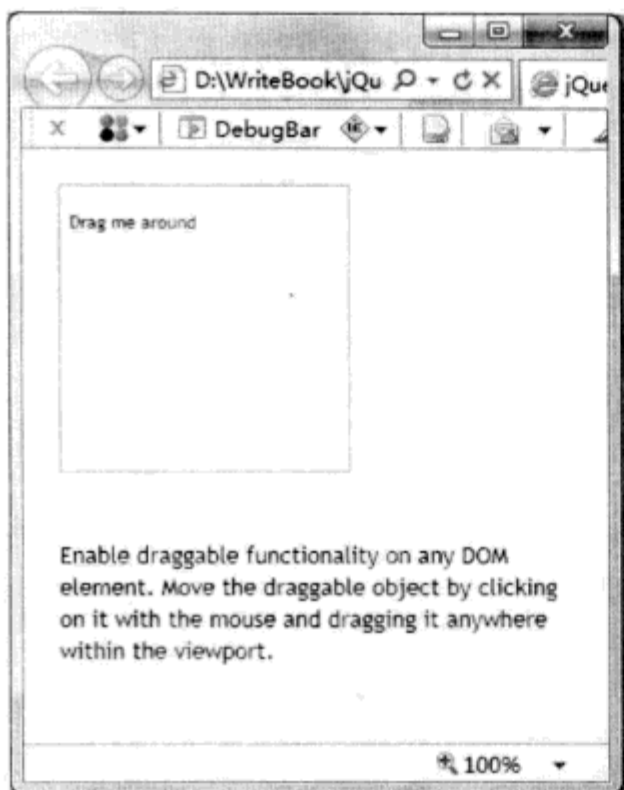 D:\WriteBook\jQu
jQue
DebugBar
Drag me around
Enable draggable functionality on any DOM
element. Move the draggable object by clicking
on it with the mouse and dragging it anywhere
within the viewport.
100%